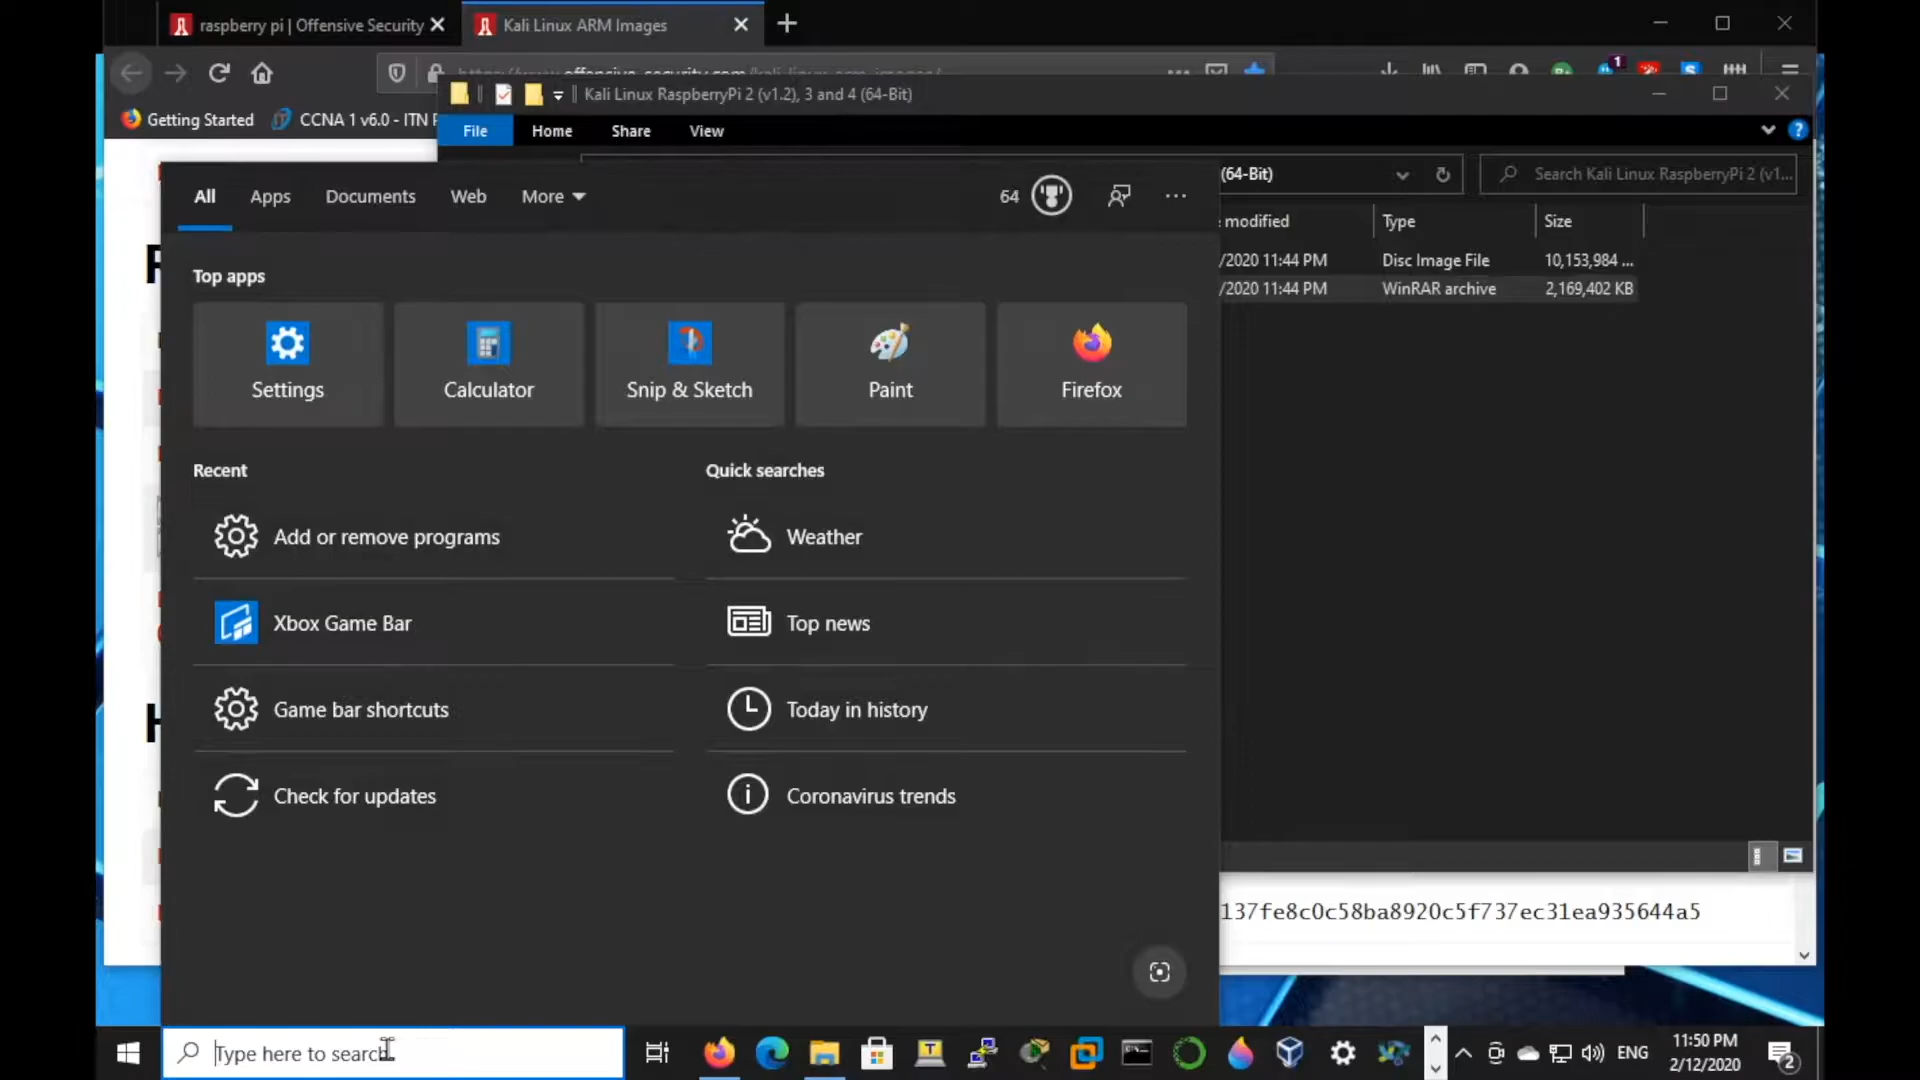 raspberry pi | Offensive Security
Kali Linux ARM Images
Getting Started
CCNA 1 v6.0 - ITN
Kali Linux RaspberryPi 2 (v1.2), 3 and 4 (64-Bit)
File Home Share View
(64-Bit)
Search Kali Linux RaspberryPi 2 (v1...
All Apps Documents Web More
64
modified Type Size
/2020 11:44 PM Disc Image File 10,153,984 ...
/2020 11:44 PM WinRAR archive 2,169,402 KB
Top apps
Settings Calculator Snip & Sketch Paint Firefox
Recent
Quick searches
Add or remove programs
Weather
Xbox Game Bar
Top news
Game bar shortcuts
Today in history
Check for updates
Coronavirus trends
137fe8c0c58ba8920c5f737ec31ea935644a5
Type here to search
ENG
11:50 PM
2/12/2020
2
1